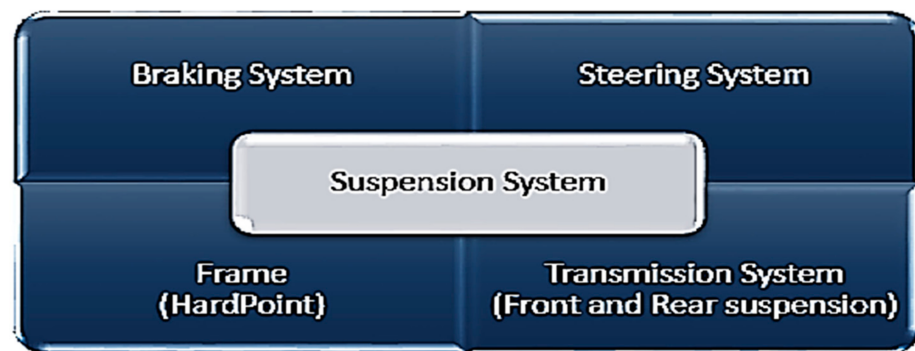 Braking System
Steering System
Suspension System
Frame
(HardPoint)
Transmission System
(Front and Rear suspension)